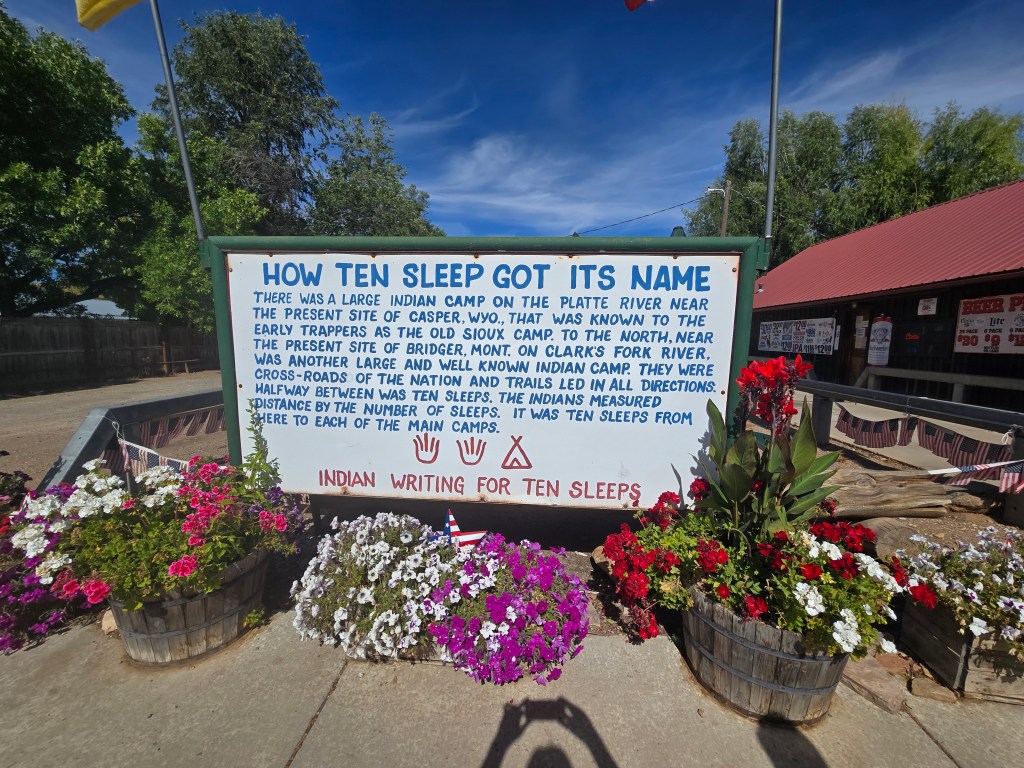 HOW TEN SLEEP GOT ITS NAME
THERE WAS A LARGE INDIAN CAMP ON THE PLATTE RIVER NEAR
THE PRESENT SITE OF CASPER, WYO., THAT WAS KNOWN TO THE
EARLY TRAPPERS AS THE OLD SIOUX CAMP. TO THE NORTH, NEAR
THE PRESENT SITE OF BRIDGER, MONT. ON CLARK'S FORK RIVER,
WAS ANOTHER LARGE AND WELL KNOWN INDIAN CAMP. THEY WERE
CROSS-ROADS OF THE NATION AND TRAILS LED IN ALL DIRECTIONS.
HALFWAY BETWEEN WAS TEN SLEEPS. THE INDIANS MEASURED
DISTANCE BY THE NUMBER OF SLEEPS. IT WAS TEN SLEEPS FROM
HERE TO EACH OF THE MAIN CAMPS.
INDIAN WRITING FOR TEN SLEEPS
BEER
Lite
$30 $9